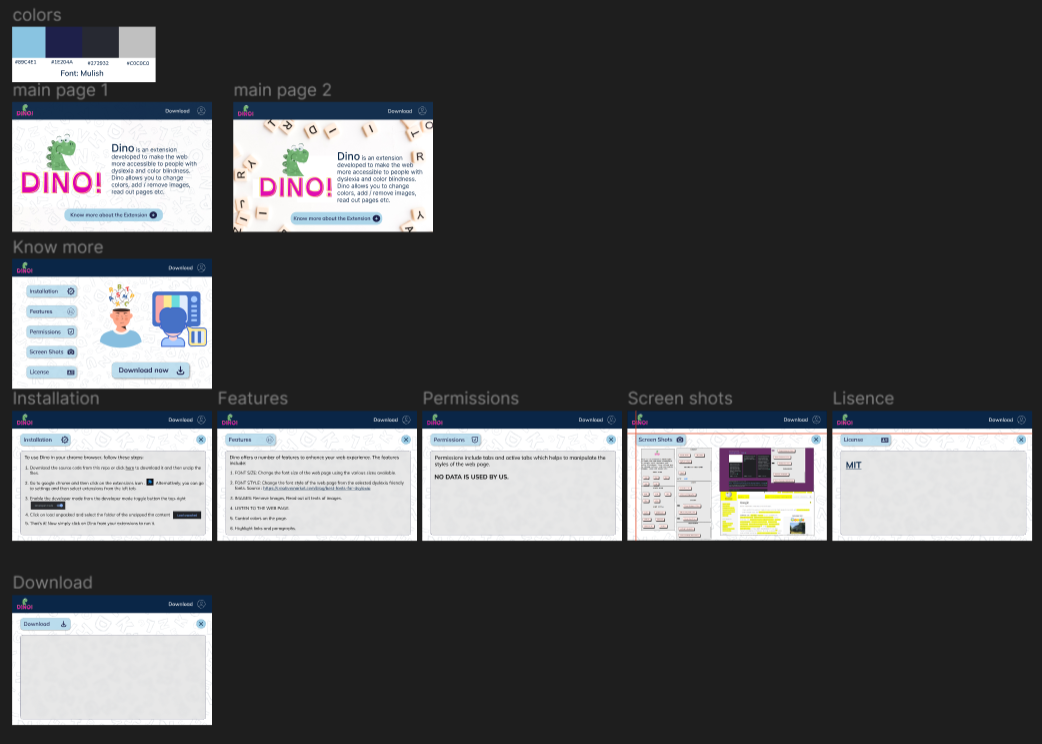 colors
#89C4E1
#1E204A
#272932
#C0C0C0
Font: Mulish
main page 1
main page 2
DINO!
Download
DINO!
Dino is an extension
developed to make the web
more accessible to people with
dyslexia and color blindness.
Dino allows you to change
colors, add / remove images,
read out pages etc.
Know more about the Extension
DINO!
Download
DINO!
Dino is an extension
developed to make the web
more accessible to people with
dyslexia and color blindness.
Dino allows you to change
colors, add / remove images,
read out pages etc.
Know more about the Extension
Know more
DINO!
Download
Installation
Features
Permissions
Screen Shots
License
Download now
Installation
Features
Permissions
Screen shots
Lisence
DINO!
Download
Installation
To use Dino in your chrome browser, follow these steps:
1. Download the source code from this repo or click here to download it and then unzip the
files.
2. Go to google chrome and then click on the extensions icon. Alternatively, you can go
to settings and then select extensions from the left tab.
3. Enable the developer mode from the developer mode toggle button the top right.
4. Click on load unpacked and select the folder of the unzipped file content.
5. That's it! Now simply click on Dino from your extensions to run it.
DINO!
Download
Features
Dino offers a number of features to enhance your web experience. The features
include:
1. FONT SIZE: Change the font size of the web page using the various sizes available.
2. FONT STYLE: Change the font style of the web page from the selected dyslexia friendly
fonts. Source:
3. IMAGES: Remove images, Read out alt texts of images.
4. LISTEN TO THE WEB PAGE
5. Control colors on the page.
6. Highlight links and paragraphs.
DINO!
Download
Permissions
Permissions include tabs and active tabs which helps to manipulate the
styles of the web page.
NO DATA IS USED BY US.
DINO!
Download
Screen Shots
DINO!
Download
License
MIT
Download
DINO!
Download
Download